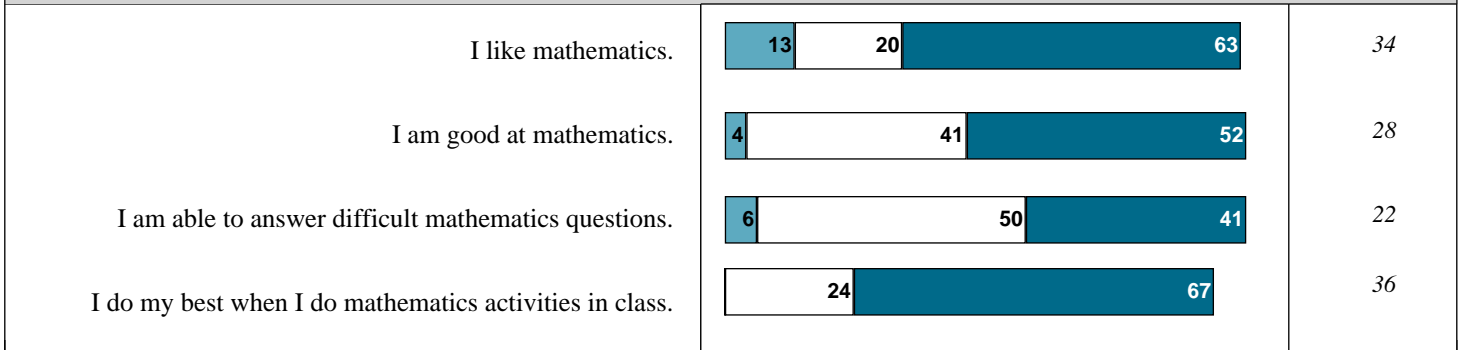 I like mathematics. 13 20 63 34
I am good at mathematics. 4 41 52 28
I am able to answer difficult mathematics questions. 6 50 41 22
I do my best when I do mathematics activities in class. 24 67 36